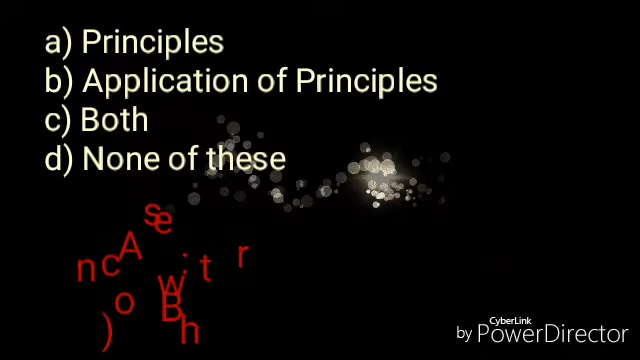 a) Principles
b) Application of Principles
c) Both
d) None of these
CyberLink
by PowerDirector